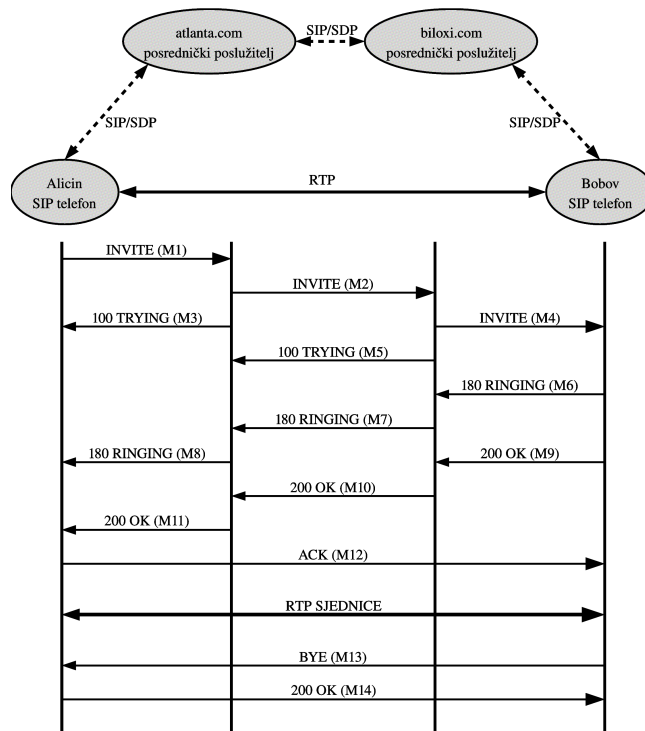 atlanta.com
posrednički poslužitelj
SIP/SDP
biloxi.com
posrednički poslužitelj
SIP/SDP
SIP/SDP
Alicin
SIP telefon
RTP
Bobov
SIP telefon
INVITE (M1)
INVITE (M2)
100 TRYING (M3)
INVITE (M4)
100 TRYING (M5)
180 RINGING (M6)
180 RINGING (M7)
180 RINGING (M8)
200 OK (M9)
200 OK (M10)
200 OK (M11)
ACK (M12)
RTP SJEDNICE
BYE (M13)
200 OK (M14)